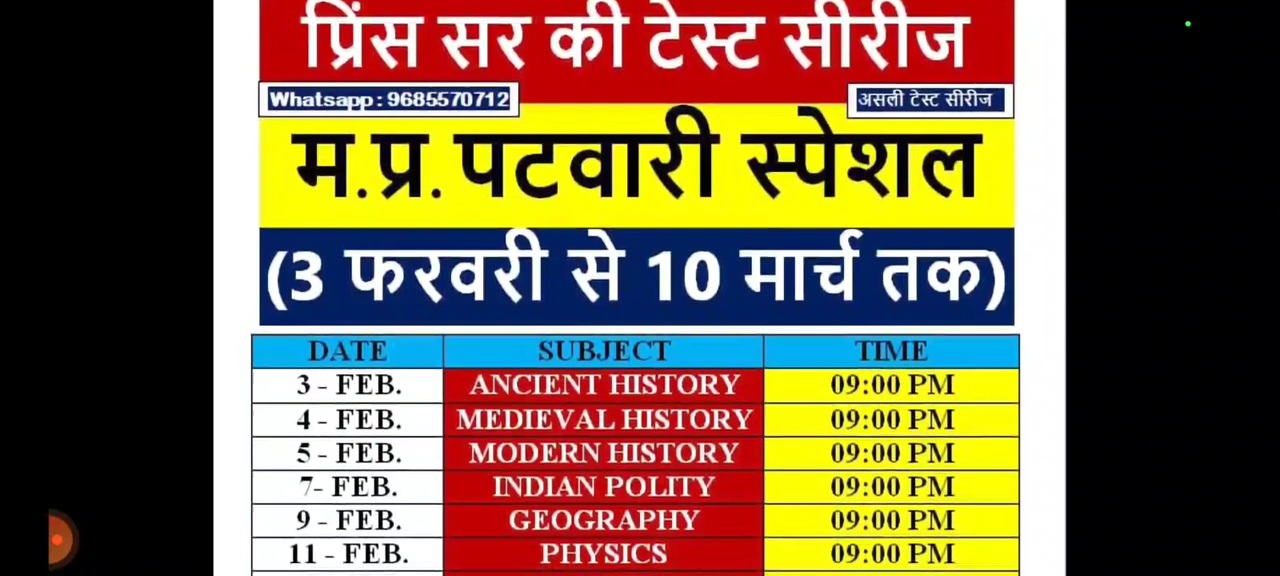 प्रिंस सर की टेस्ट सीरीज
Whatsapp : 9685570712
असली टेस्ट सीरीज
म.प्र. पटवारी स्पेशल
(3 फरवरी से 10 मार्च तक)
DATE SUBJECT TIME
3 - FEB. ANCIENT HISTORY 09:00 PM
4 - FEB. MEDIEVAL HISTORY 09:00 PM
5 - FEB. MODERN HISTORY 09:00 PM
7- FEB. INDIAN POLITY 09:00 PM
9 - FEB. GEOGRAPHY 09:00 PM
11 - FEB. PHYSICS 09:00 PM